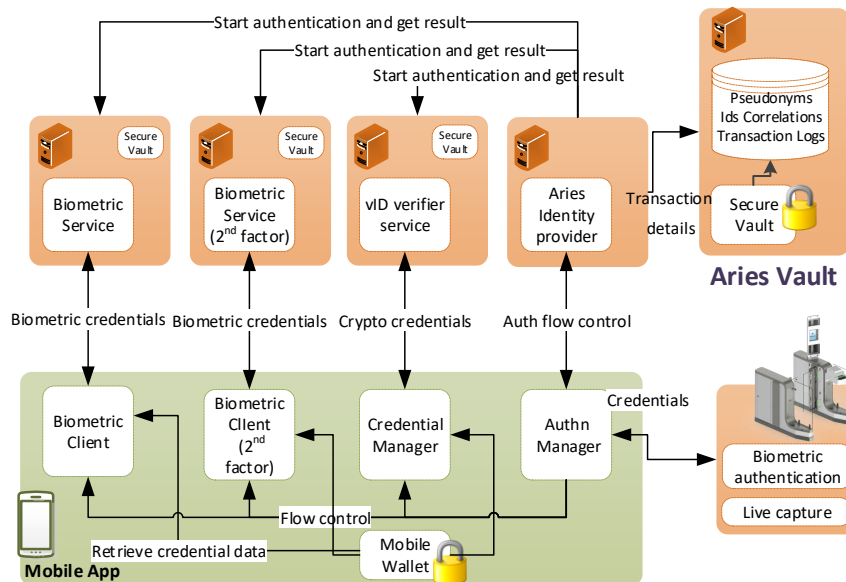 Start authentication and get result
Start authentication and get result
Start authentication and get result
Pseudonyms
Ids Correlations
Transaction Logs
Secure
Vault
Secure
Vault
Secure
Vault
Biometric
Service
Biometric
Service
(2nd factor)
vID verifier
service
Aries
Identity
provider
Transaction
details
Secure
Vault
Aries Vault
Biometric credentials
Biometric credentials
Crypto credentials
Auth flow control
Biometric
Client
Biometric
ClIent
(2nd
factor)
Credential
Manager
Authn
Manager
Credentials
Biometric
authentication
Live capture
Flow control
Retrieve credential data
Mobile
Wallet
Mobile App